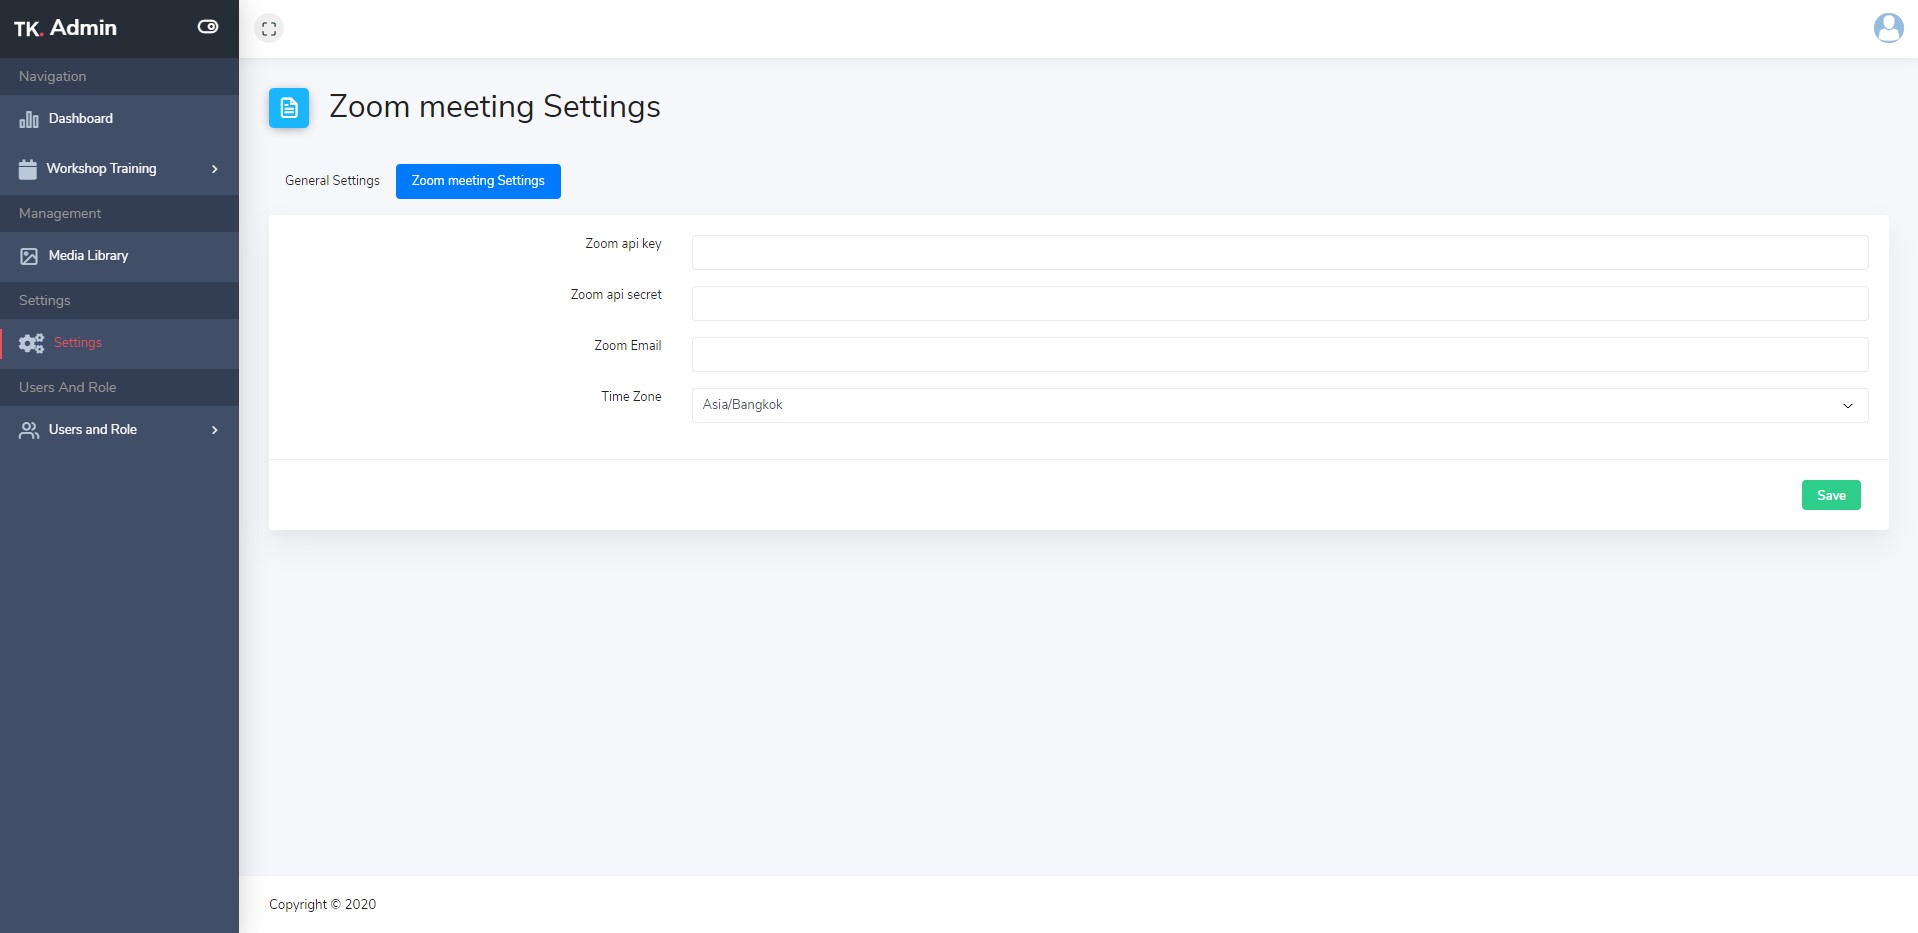 TK. Admin
Navigation
Dashboard
Workshop Training
Management
Media Library
Settings
Settings
Users And Role
Users and Role
Zoom meeting Settings
General Settings
Zoom meeting Settings
Zoom api key
Zoom api secret
Zoom Email
Time Zone
Asia/Bangkok
Save
Copyright © 2020